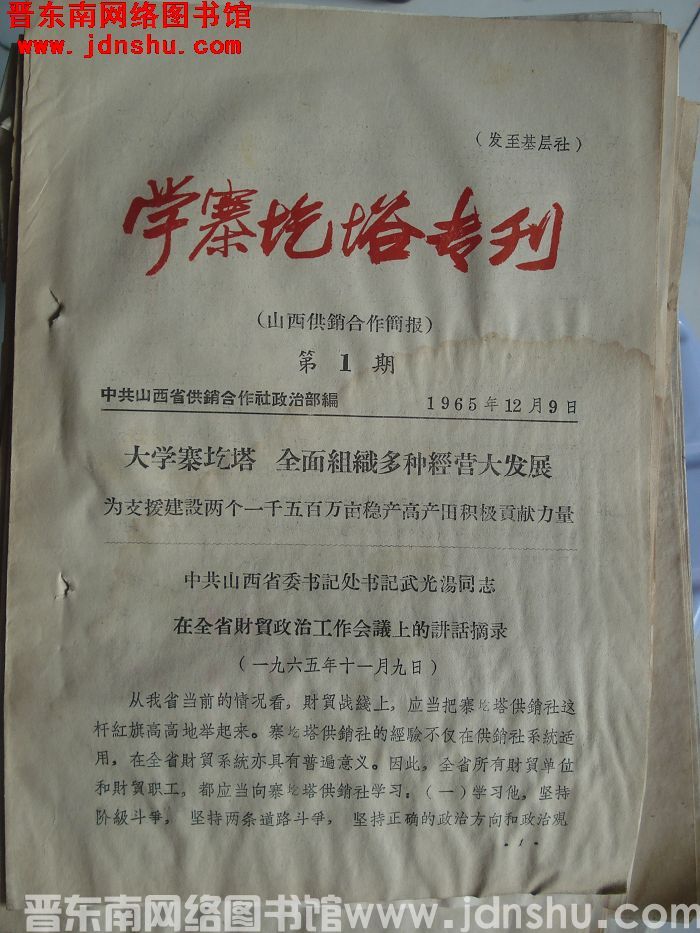 晋东南网络图书馆
www.jdnshu.com
（发至基层社）
学寨圪塔专刊
（山西供銷合作簡报）
第1期
中共山西省供銷合作社政治部編
1965年12月9日
大学寨圪塔 全面組織多种經营大发展
为支援建設两个一千五百万亩稳产高产田积极貢献力量
中共山西省委书記处书記武光湯同志
在全省財貿政治工作会議上的講話摘录
（一九六五年十一月九日）
从我省当前的情况看，財貿战綫上，应当把寨圪塔供銷社这
杆紅旗高高地举起来。寨圪塔供銷社的經驗不仅在供銷社系統适
用，在全省財貿系統亦具有普遍意义。因此，全省所有財貿单位
和財貿职工，都应当向寨圪塔供銷社学习：（一）学习他，坚持
阶級斗爭，坚持两条道路斗爭，坚持正确的政治方向和政治观
·1·
晋东南网络图书馆www.jdnshu.com